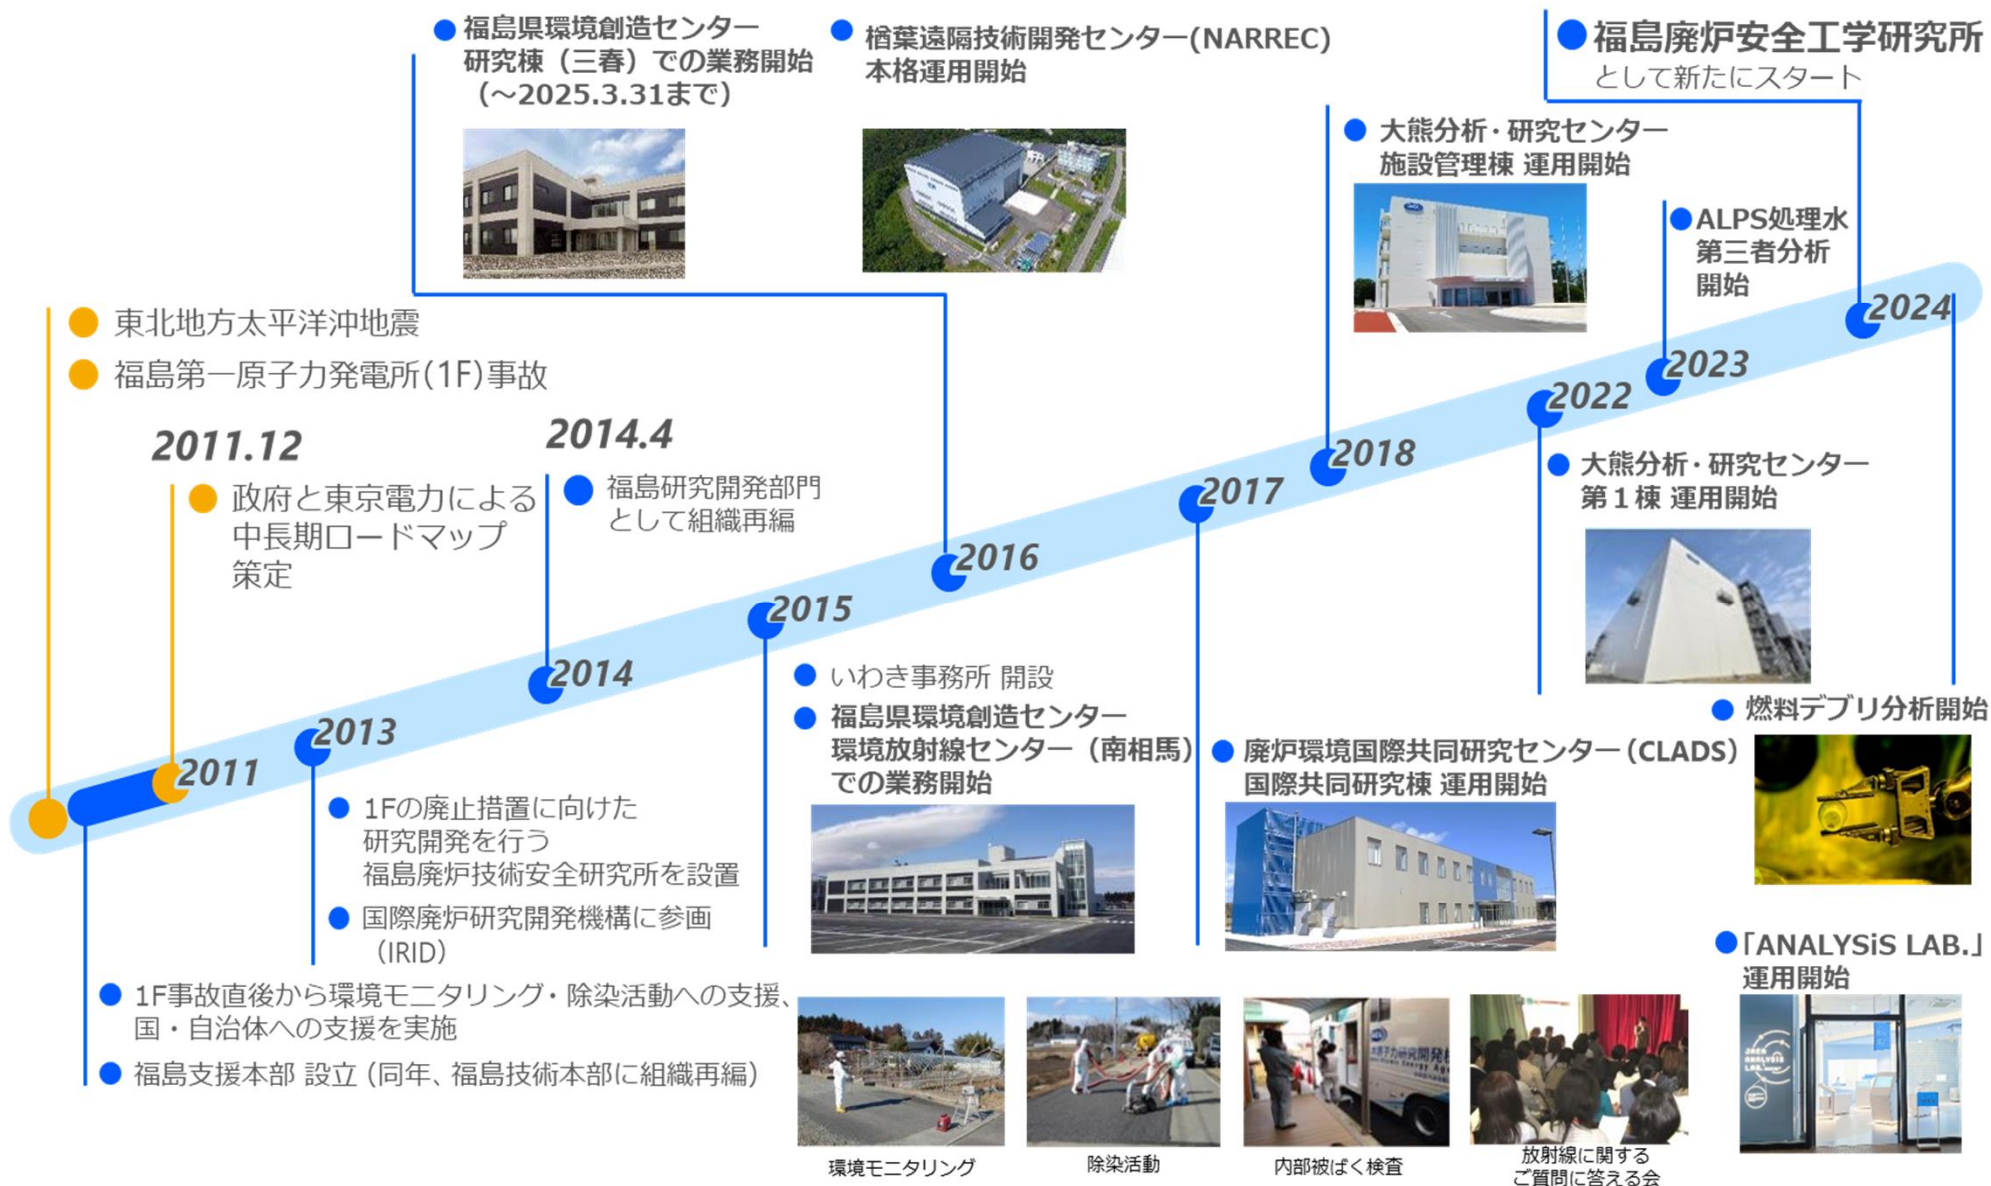 福島県環境創造センター
研究棟（三春）での業務開始
（～2025.3.31まで）
楢葉遠隔技術開発センター(NARREC)
本格運用開始
福島廃炉安全工学研究所
として新たにスタート
大熊分析・研究センター
施設管理棟 運用開始
ALPS処理水
第三者分析
開始
東北地方太平洋沖地震
福島第一原子力発電所(1F)事故
2011.12
政府と東京電力による
中長期ロードマップ
策定
2014.4
福島研究開発部門
として組織再編
2024
2023
2022
2018
2017
2016
2015
2014
2013
2011
大熊分析・研究センター
第１棟 運用開始
いわき事務所 開設
福島県環境創造センター
環境放射線センター（南相馬）
での業務開始
廃炉環境国際共同研究センター(CLADS)
国際共同研究棟 運用開始
燃料デブリ分析開始
1Fの廃止措置に向けた
研究開発を行う
福島廃炉技術安全研究所を設置
国際廃炉研究開発機構に参画
（IRID）
1F事故直後から環境モニタリング・除染活動への支援、
国・自治体への支援を実施
福島支援本部 設立 (同年、福島技術本部に組織再編)
「ANALYSiS LAB.」
運用開始
JAEA
ANALYSIS
LAB.
環境モニタリング
除染活動
内部被ばく検査
放射線に関する
ご質問に答える会